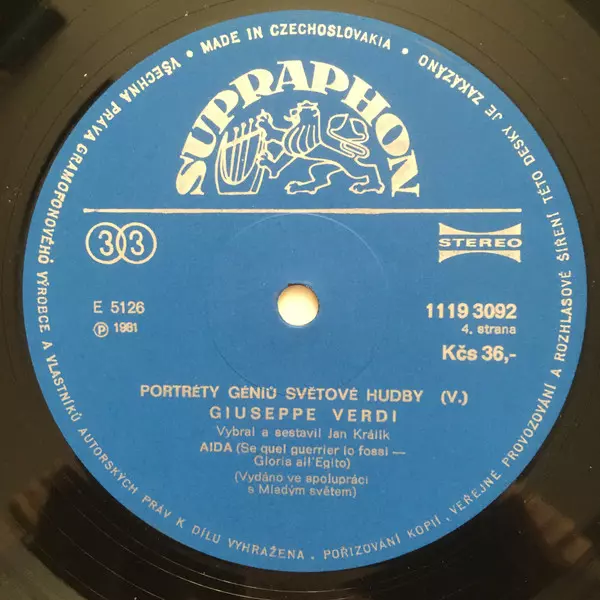 VŠECHNA PRÁVA GRAMOFONOVÉHO VÝROBCE A VLASTNÍKŮ AUTORSKÝCH PRÁV K DÍLU VYHRAŽENA. POŘIZOVÁNÍ KOPIÍ, VEŘEJNÉ PROVOZOVÁNÍ A ROZHLASOVÉ ŠÍŘENÍ TÉTO DESKY JE ZAKÁZÁNO • MADE IN CZECHOSLOVAKIA •
SUPRAPHON
33
STEREO
E 5126
Ⓟ 1981
1119 3092
4. strana
Kčs 36,-
PORTRÉTY GÉNIŮ SVĚTOVÉ HUDBY (V.)
GIUSEPPE VERDI
Vybral a sestavil Jan Králík
AIDA (Se quel guerrier io fossi —
Gloria all'Egito)
(Vydáno ve spolupráci
s Mladým světem)